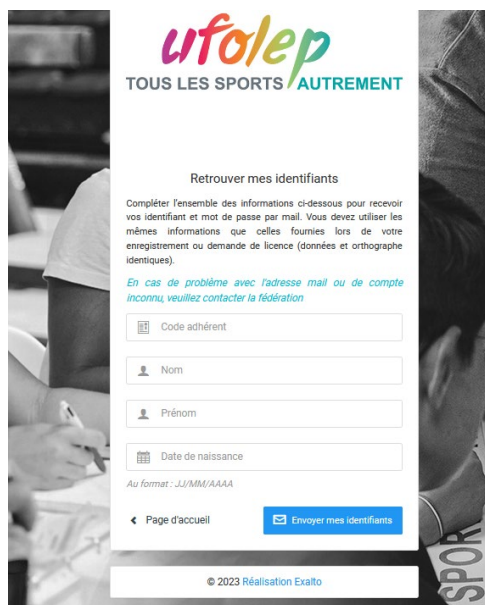 ufolep
TOUS LES SPORTS AUTREMENT
Retrouver mes identifiants
Compléter l'ensemble des informations ci-dessous pour recevoir
vos identifiant et mot de passe par mail. Vous devez utiliser les
mêmes informations que celles fournies lors de votre
enregistrement ou demande de licence (données et orthographe
identiques).
En cas de problème avec l'adresse mail ou de compte
inconnu, veuillez contacter la fédération
Code adhérent
Nom
Prénom
Date de naissance
Au format : JJ/MM/AAAA
Page d'accueil
Envoyer mes identifiants
© 2023 Réalisation Exalto
SPOR